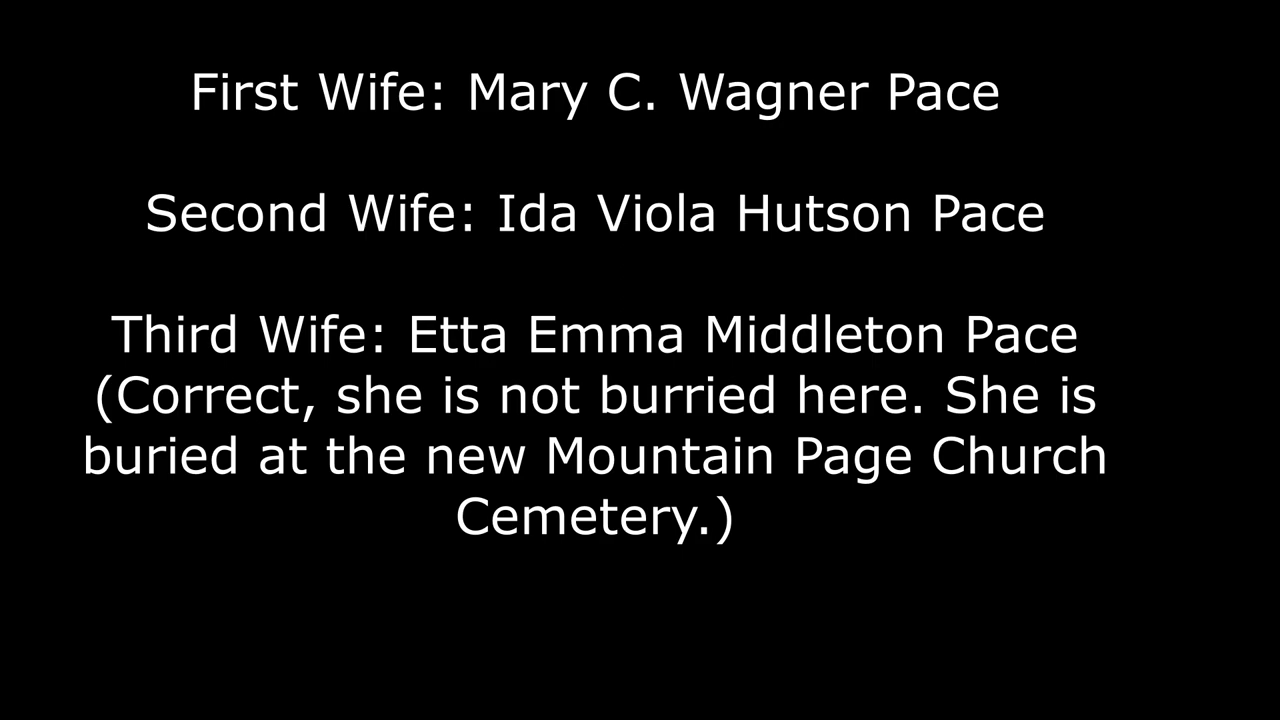 First Wife: Mary C. Wagner Pace
Second Wife: Ida Viola Hutson Pace
Third Wife: Etta Emma Middleton Pace
(Correct, she is not burried here. She is
buried at the new Mountain Page Church
Cemetery.)